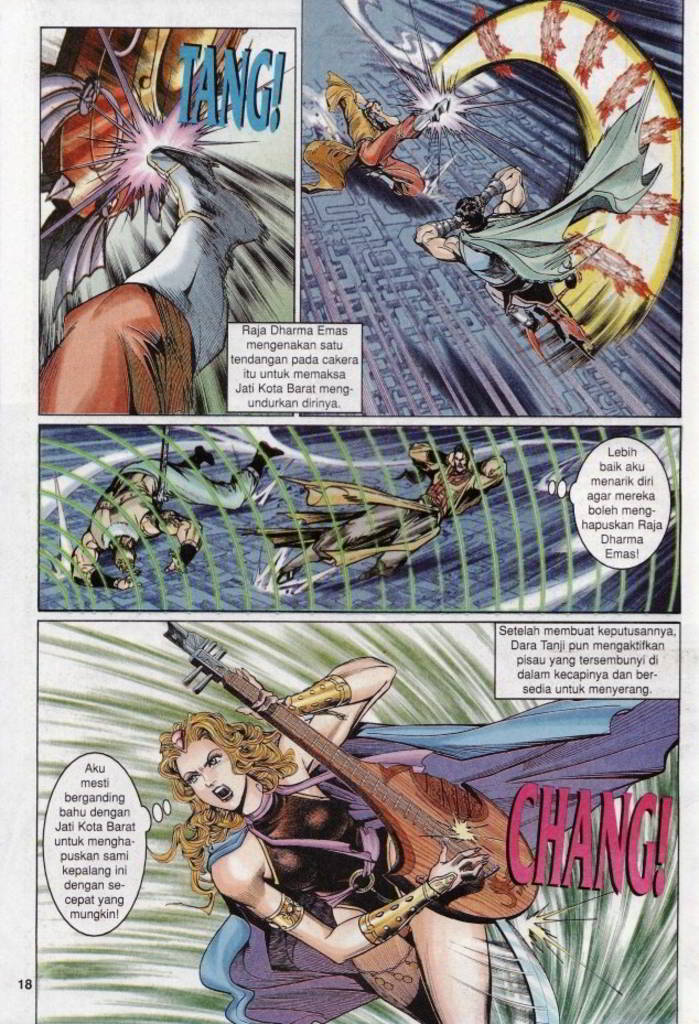 TANG!
Raja Dharma Emas
mengenakan satu
tendangan pada cakera
itu untuk memaksa
Jati Kota Barat meng-
undurkan dirinya.
Lebih
baik aku
menarik diri
agar mereka
boleh meng-
hapuskan Raja
Dharma
Emas!
Setelah membuat keputusannya,
Dara Tanji pun mengaktifkan
pisau yang tersembunyi di
dalam kecapinya dan ber-
sedia untuk menyerang.
Aku
mesti
berganding
bahu dengan
Jati Kota Barat
untuk mengha-
puskan sami
kepalang ini
dengan se-
cepat yang
mungkin!
CHANG!
18